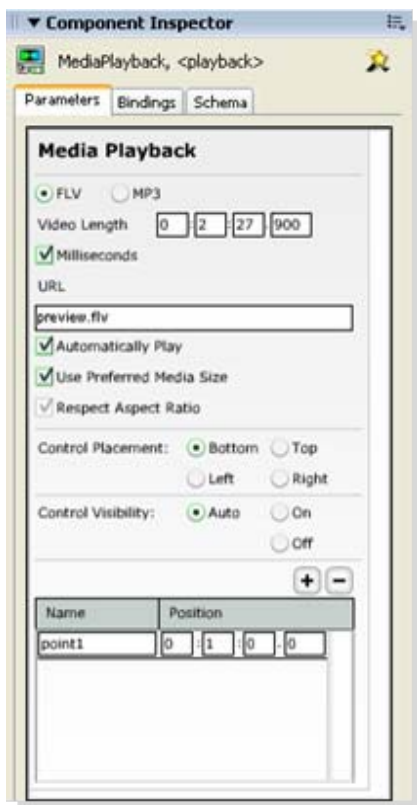 Component Inspector
MediaPlayback, <playback>
Parameters Bindings Schema
Media Playback
FLV MP3
Video Length 0 : 2 : 27 . 900
Milliseconds
URL
preview.flv
Automatically Play
Use Preferred Media Size
Respect Aspect Ratio
Control Placement: Bottom Top
Left Right
Control Visibility: Auto On
Off
+ -
Name Position
point1 0 : 1 : 0 . 0